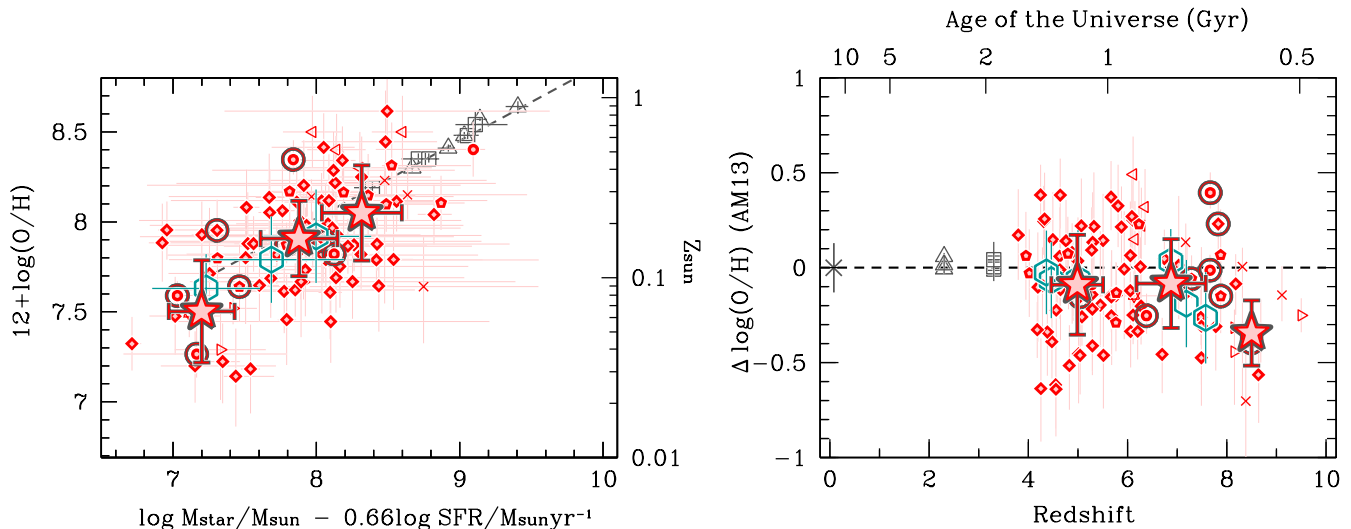 Age of the Universe (Gyr)
10 5 2 1 0.5
12+log(O/H)
8.5
8
7.5
7
7 8 9 10
log Mstar/Msun − 0.66log SFR/Msunyr⁻¹
1
0.1
0.01
Zsun
Δlog(O/H) (AM13)
1
0.5
0
−0.5
−1
0 2 4 6 8 10
Redshift